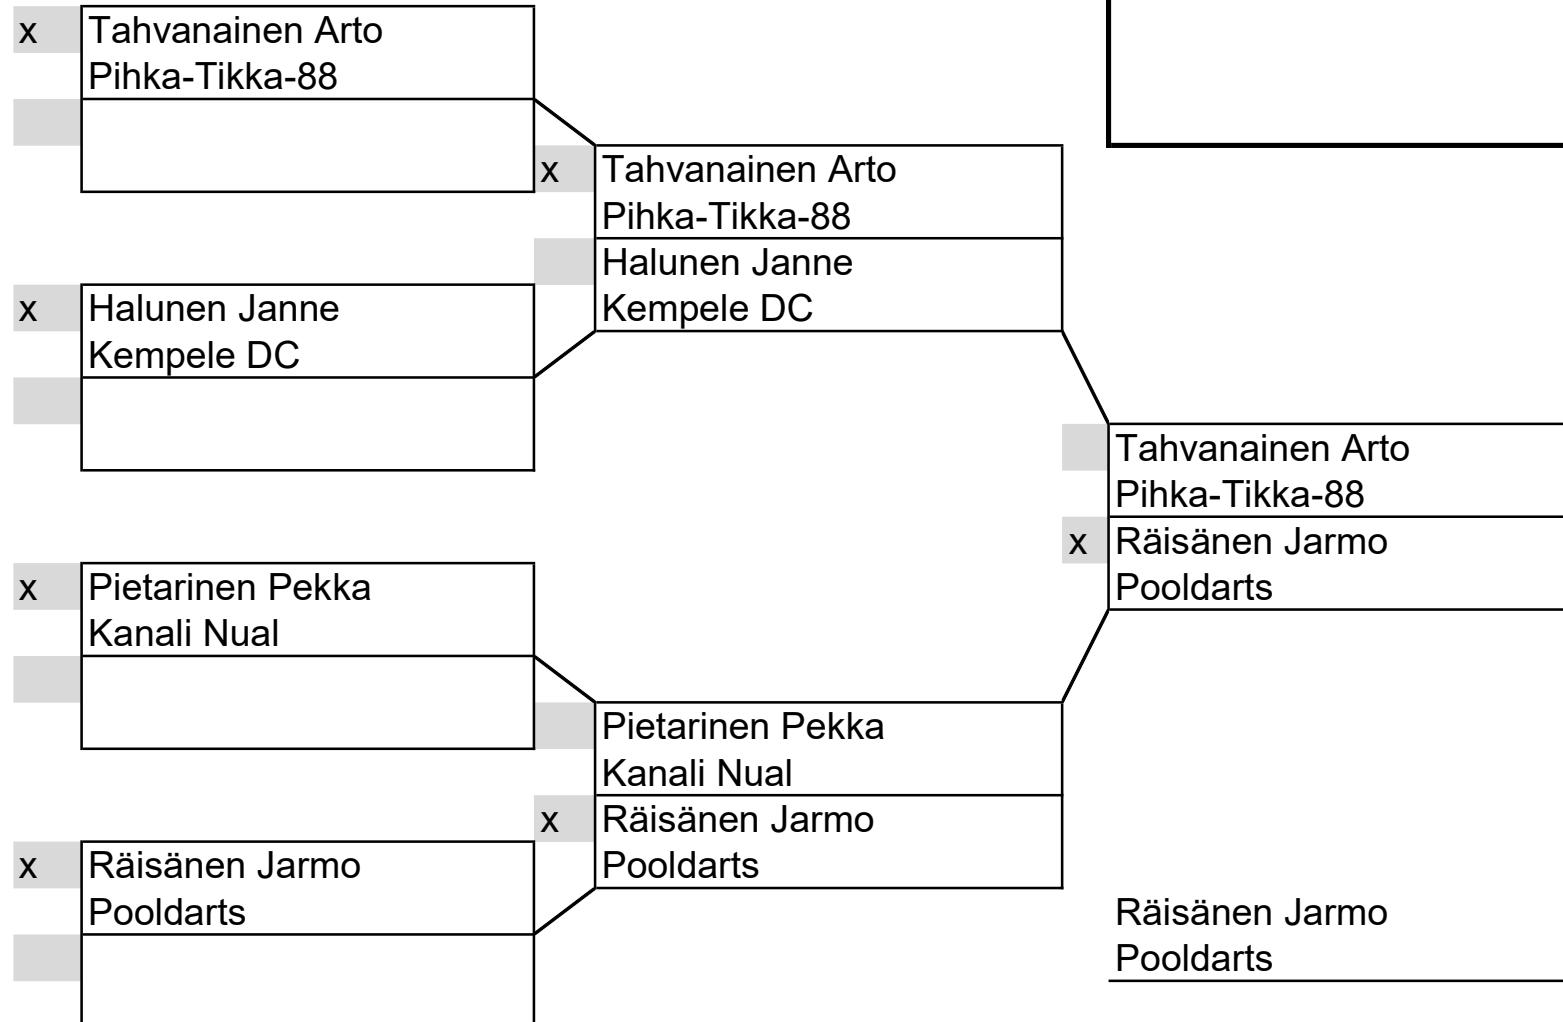 x Tahvanainen Arto
Pihka-Tikka-88
x Halunen Janne
Kempele DC
x Pietarinen Pekka
Kanali Nual
x Räisänen Jarmo
Pooldarts
x Tahvanainen Arto
Pihka-Tikka-88
Halunen Janne
Kempele DC
Pietarinen Pekka
Kanali Nual
x Räisänen Jarmo
Pooldarts
Tahvanainen Arto
Pihka-Tikka-88
x Räisänen Jarmo
Pooldarts
Räisänen Jarmo
Pooldarts